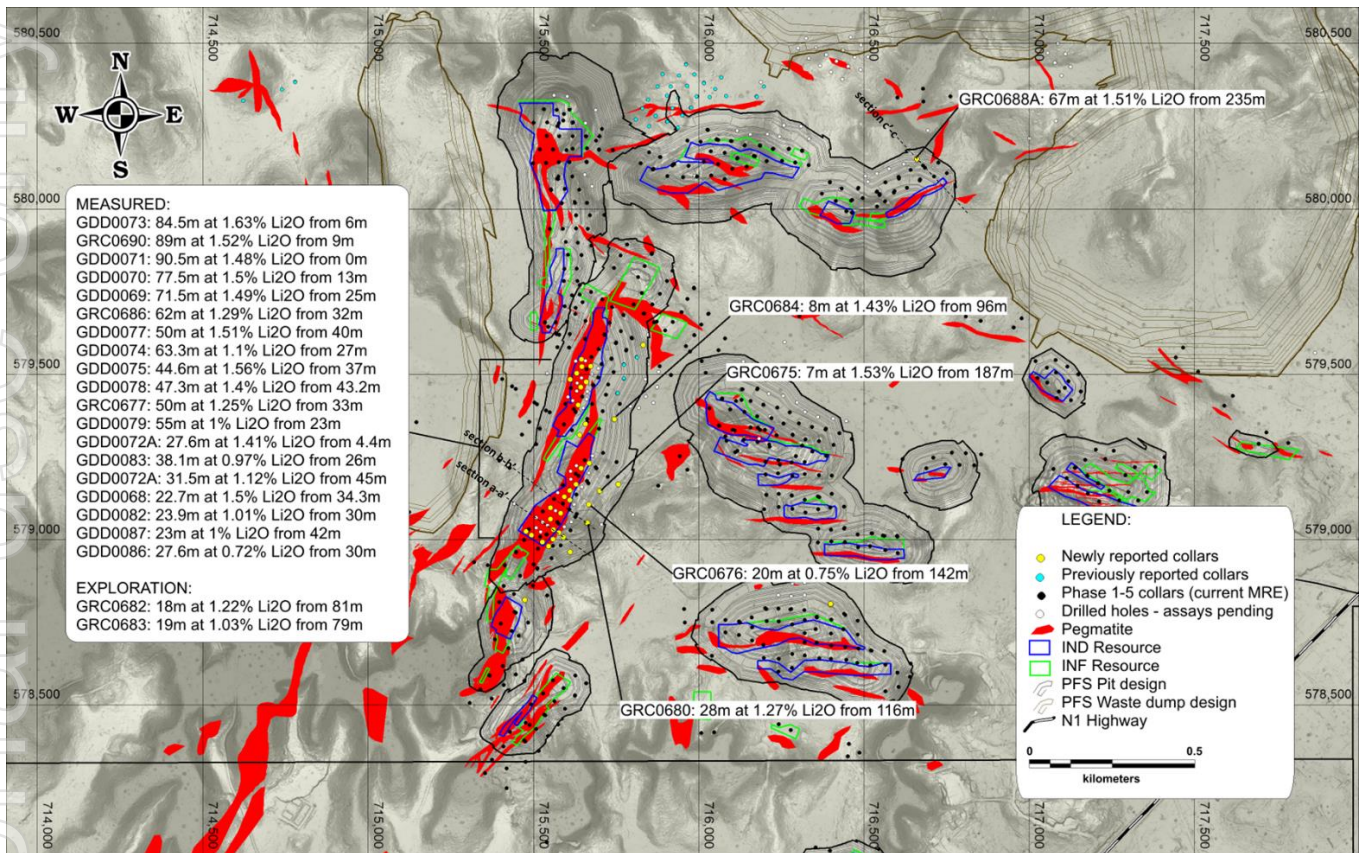 580,500
714,500
715,000
715,500
716,000
716,500
717,000
717,500
580,500
N
W E
S
section c'-c
GRC0688A: 67m at 1.51% Li2O from 235m
580,000
580,000
MEASURED:
GDD0073: 84.5m at 1.63% Li2O from 6m
GRC0690: 89m at 1.52% Li2O from 9m
GDD0071: 90.5m at 1.48% Li2O from 0m
GDD0070: 77.5m at 1.5% Li2O from 13m
GDD0069: 71.5m at 1.49% Li2O from 25m
GRC0686: 62m at 1.29% Li2O from 32m
GDD0077: 50m at 1.51% Li2O from 40m
GDD0074: 63.3m at 1.1% Li2O from 27m
GDD0075: 44.6m at 1.56% Li2O from 37m
GDD0078: 47.3m at 1.4% Li2O from 43.2m
GRC0677: 50m at 1.25% Li2O from 33m
GDD0079: 55m at 1% Li2O from 23m
GDD0072A: 27.6m at 1.41% Li2O from 4.4m
GDD0083: 38.1m at 0.97% Li2O from 26m
GDD0072A: 31.5m at 1.12% Li2O from 45m
GDD0068: 22.7m at 1.5% Li2O from 34.3m
GDD0082: 23.9m at 1.01% Li2O from 30m
GDD0087: 23m at 1% Li2O from 42m
GDD0086: 27.6m at 0.72% Li2O from 30m
EXPLORATION:
GRC0682: 18m at 1.22% Li2O from 81m
GRC0683: 19m at 1.03% Li2O from 79m
GRC0684: 8m at 1.43% Li2O from 96m
579,500
579,500
GRC0675: 7m at 1.53% Li2O from 187m
section b-b'
section a-a'
579,000
579,000
GRC0676: 20m at 0.75% Li2O from 142m
578,500
578,500
GRC0680: 28m at 1.27% Li2O from 116m
LEGEND:
Newly reported collars
Previously reported collars
Phase 1-5 collars (current MRE)
Drilled holes - assays pending
Pegmatite
IND Resource
INF Resource
PFS Pit design
PFS Waste dump design
N1 Highway
0 0.5
kilometers
714,000
714,500
715,000
715,500
716,000
716,500
717,000
717,500